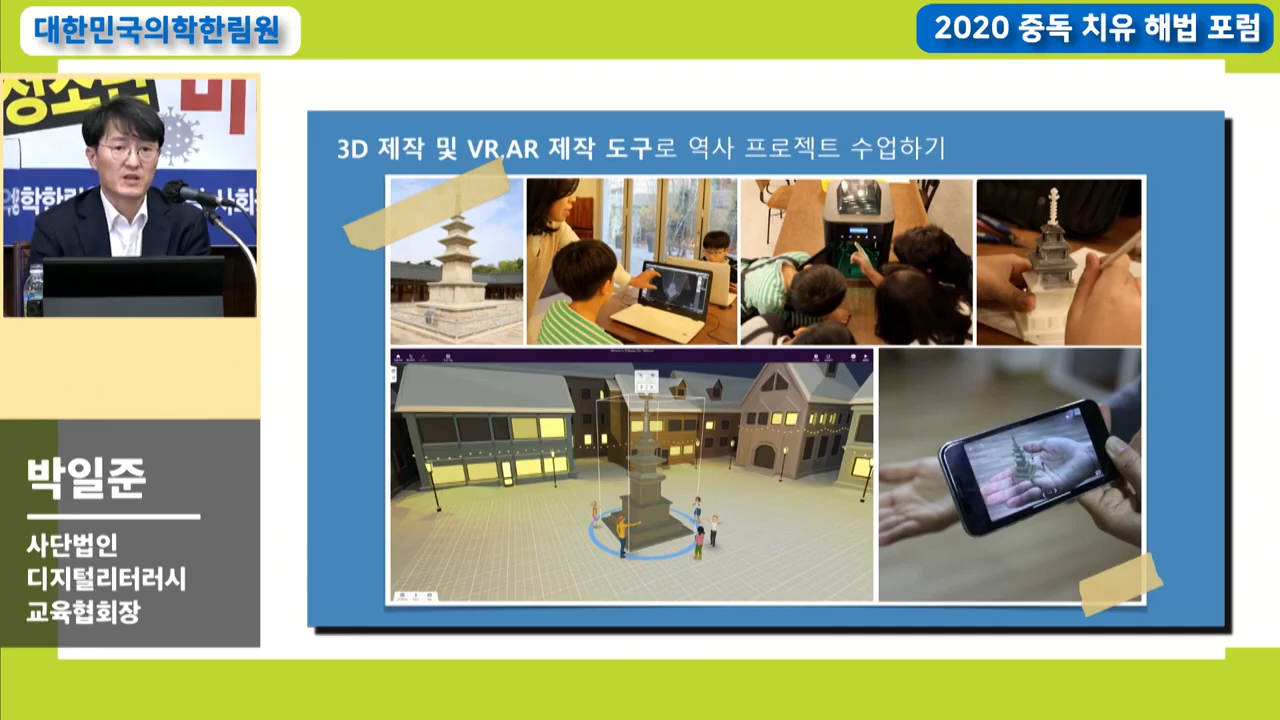 대한민국의학한림원
2020 중독 치유 해법 포럼
3D 제작 및 VR,AR 제작 도구로 역사 프로젝트 수업하기
박일준
사단법인
디지털리터러시
교육협회장